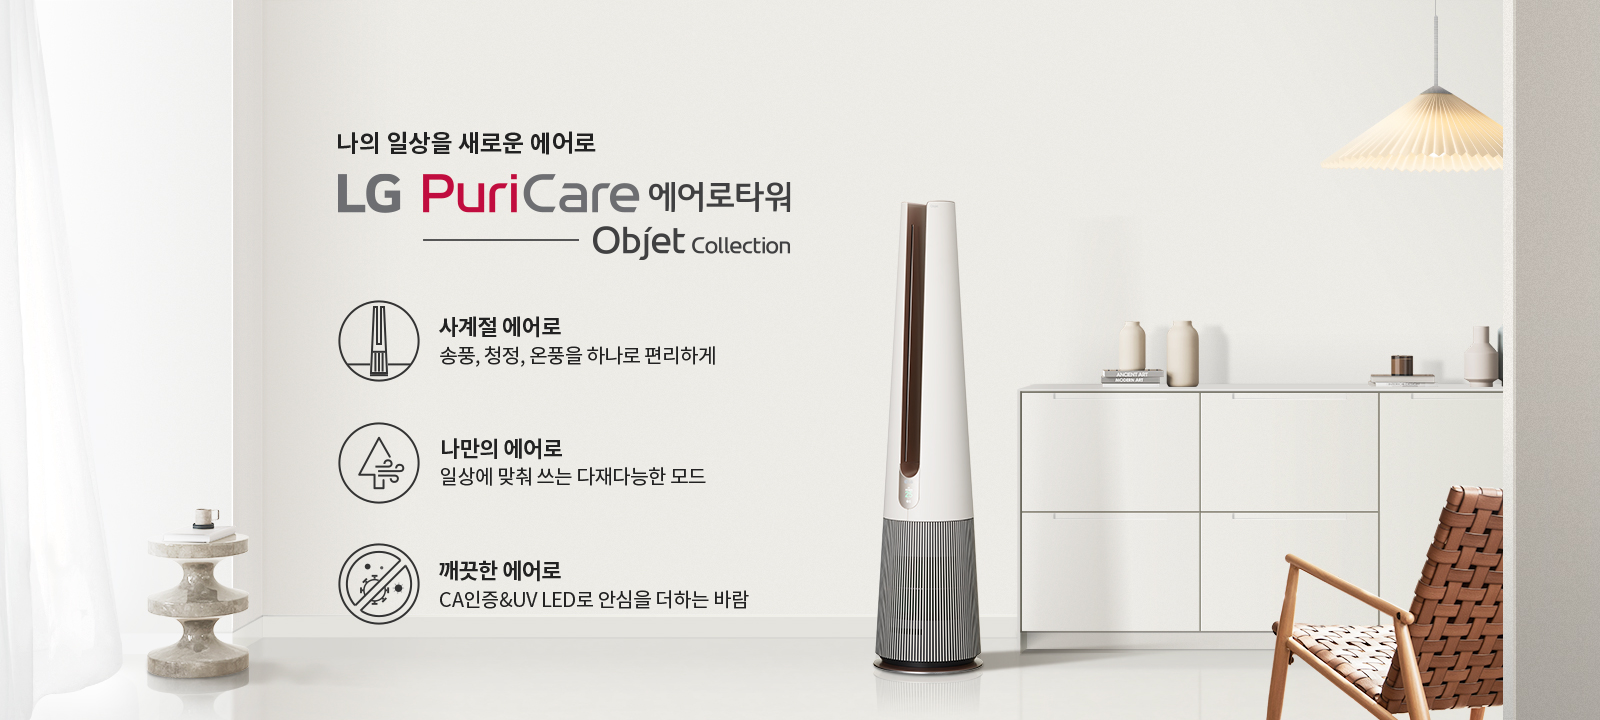 나의 일상을 새로운 에어로
LG PuriCare 에어로타워
Objet Collection
사계절 에어로
송풍, 청정, 온풍을 하나로 편리하게
나만의 에어로
일상에 맞춰 쓰는 다재다능한 모드
깨끗한 에어로
CA인증&UV LED로 안심을 더하는 바람
ANCIENT ART
MODERN ART